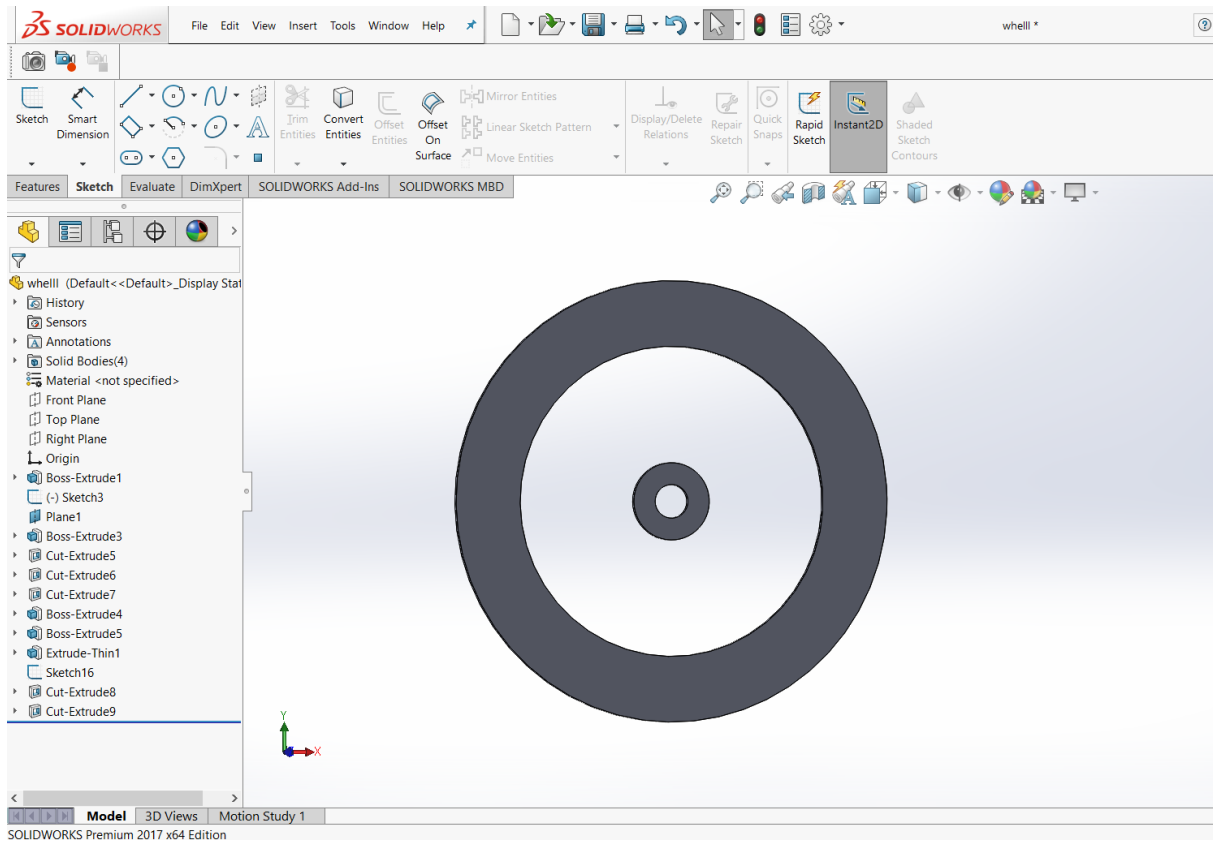 SOLIDWORKS File Edit View Insert Tools Window Help whelll *
Sketch
Smart Dimension
Trim Entities
Convert Entities
Offset Entities
Offset On Surface
Mirror Entities
Linear Sketch Pattern
Move Entities
Display/Delete Relations
Repair Sketch
Quick Snaps
Rapid Sketch
Instant2D
Shaded Sketch Contours
Features Sketch Evaluate DimXpert SOLIDWORKS Add-Ins SOLIDWORKS MBD
whelll (Default<<Default>_Display Stat
History
Sensors
Annotations
Solid Bodies(4)
Material <not specified>
Front Plane
Top Plane
Right Plane
Origin
Boss-Extrude1
(-) Sketch3
Plane1
Boss-Extrude3
Cut-Extrude5
Cut-Extrude6
Cut-Extrude7
Boss-Extrude4
Boss-Extrude5
Extrude-Thin1
Sketch16
Cut-Extrude8
Cut-Extrude9
Y
X
Model 3D Views Motion Study 1
SOLIDWORKS Premium 2017 x64 Edition